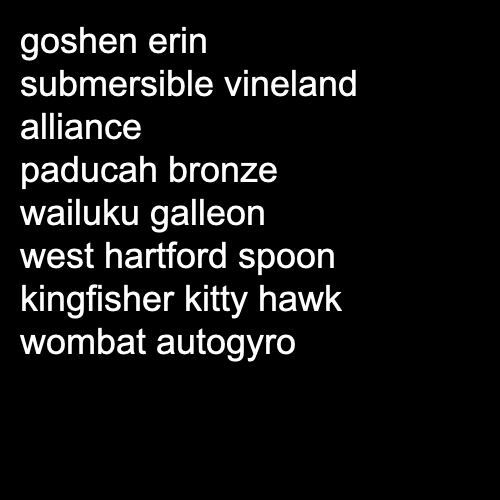 goshen erin
submersible vineland
alliance
paducah bronze
wailuku galleon
west hartford spoon
kingfisher kitty hawk
wombat autogyro